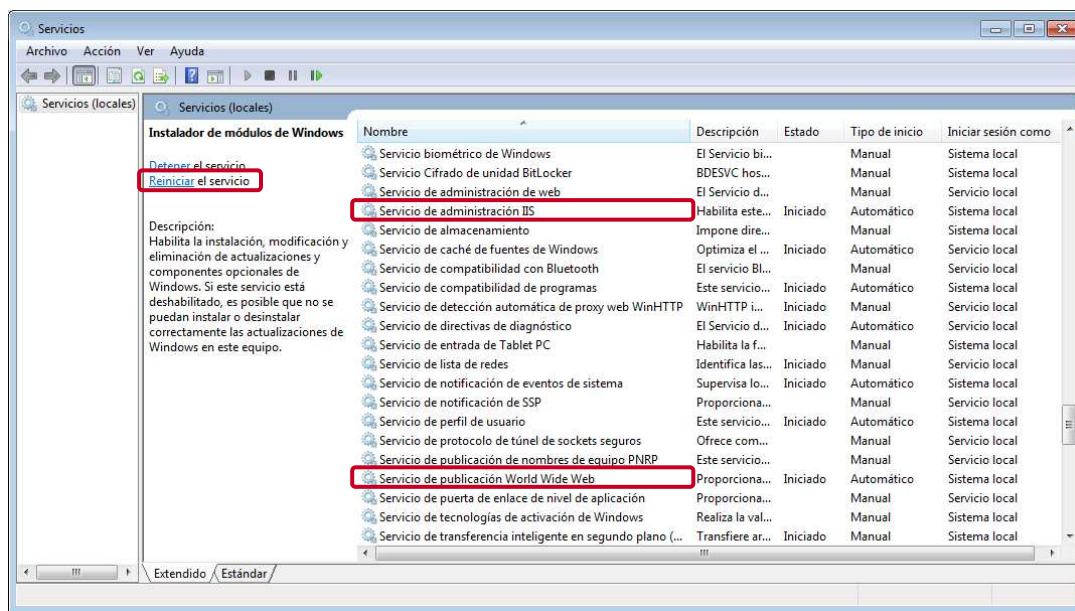 Servicios
Archivo Acción Ver Ayuda
Servicios (locales)
Servicios (locales)
Instalador de módulos de Windows
Detener el servicio
Reiniciar el servicio
Descripción:
Habilita la instalación, modificación y
eliminación de actualizaciones y
componentes opcionales de
Windows. Si este servicio está
deshabilitado, es posible que no se
puedan instalar o desinstalar
correctamente las actualizaciones de
Windows en este equipo.
Nombre Descripción Estado Tipo de inicio Iniciar sesión como
Servicio biométrico de Windows El Servicio bi... Manual Sistema local
Servicio Cifrado de unidad BitLocker BDESVC hos... Manual Sistema local
Servicio de administración de web El Servicio d... Manual Sistema local
Servicio de administración IIS Habilita este... Iniciado Automático Sistema local
Servicio de almacenamiento Impone dire... Manual Sistema local
Servicio de caché de fuentes de Windows Optimiza el ... Iniciado Automático Servicio local
Servicio de compatibilidad con Bluetooth El servicio Bl... Manual Servicio local
Servicio de compatibilidad de programas Este servicio... Iniciado Automático Sistema local
Servicio de detección automática de proxy web WinHTTP WinHTTP i... Iniciado Manual Servicio local
Servicio de directivas de diagnóstico El Servicio d... Iniciado Automático Servicio local
Servicio de entrada de Tablet PC Habilita la f... Manual Sistema local
Servicio de lista de redes Identifica las... Iniciado Manual Servicio local
Servicio de notificación de eventos de sistema Supervisa lo... Iniciado Automático Sistema local
Servicio de notificación de SSP Proporciona... Manual Servicio local
Servicio de perfil de usuario Este servicio... Iniciado Automático Sistema local
Servicio de protocolo de túnel de sockets seguros Ofrece com... Manual Servicio local
Servicio de publicación de nombres de equipo PNRP Este servicio... Manual Servicio local
Servicio de publicación World Wide Web Proporciona... Iniciado Automático Sistema local
Servicio de puerta de enlace de nivel de aplicación Proporciona... Manual Servicio local
Servicio de tecnologías de activación de Windows Realiza la val... Manual Sistema local
Servicio de transferencia inteligente en segundo plano (... Transfiere ar... Iniciado Manual Sistema local
Extendido Estándar